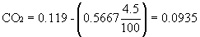 CO₂ = 0.119 - (0.5667 4.5/100) = 0.0935